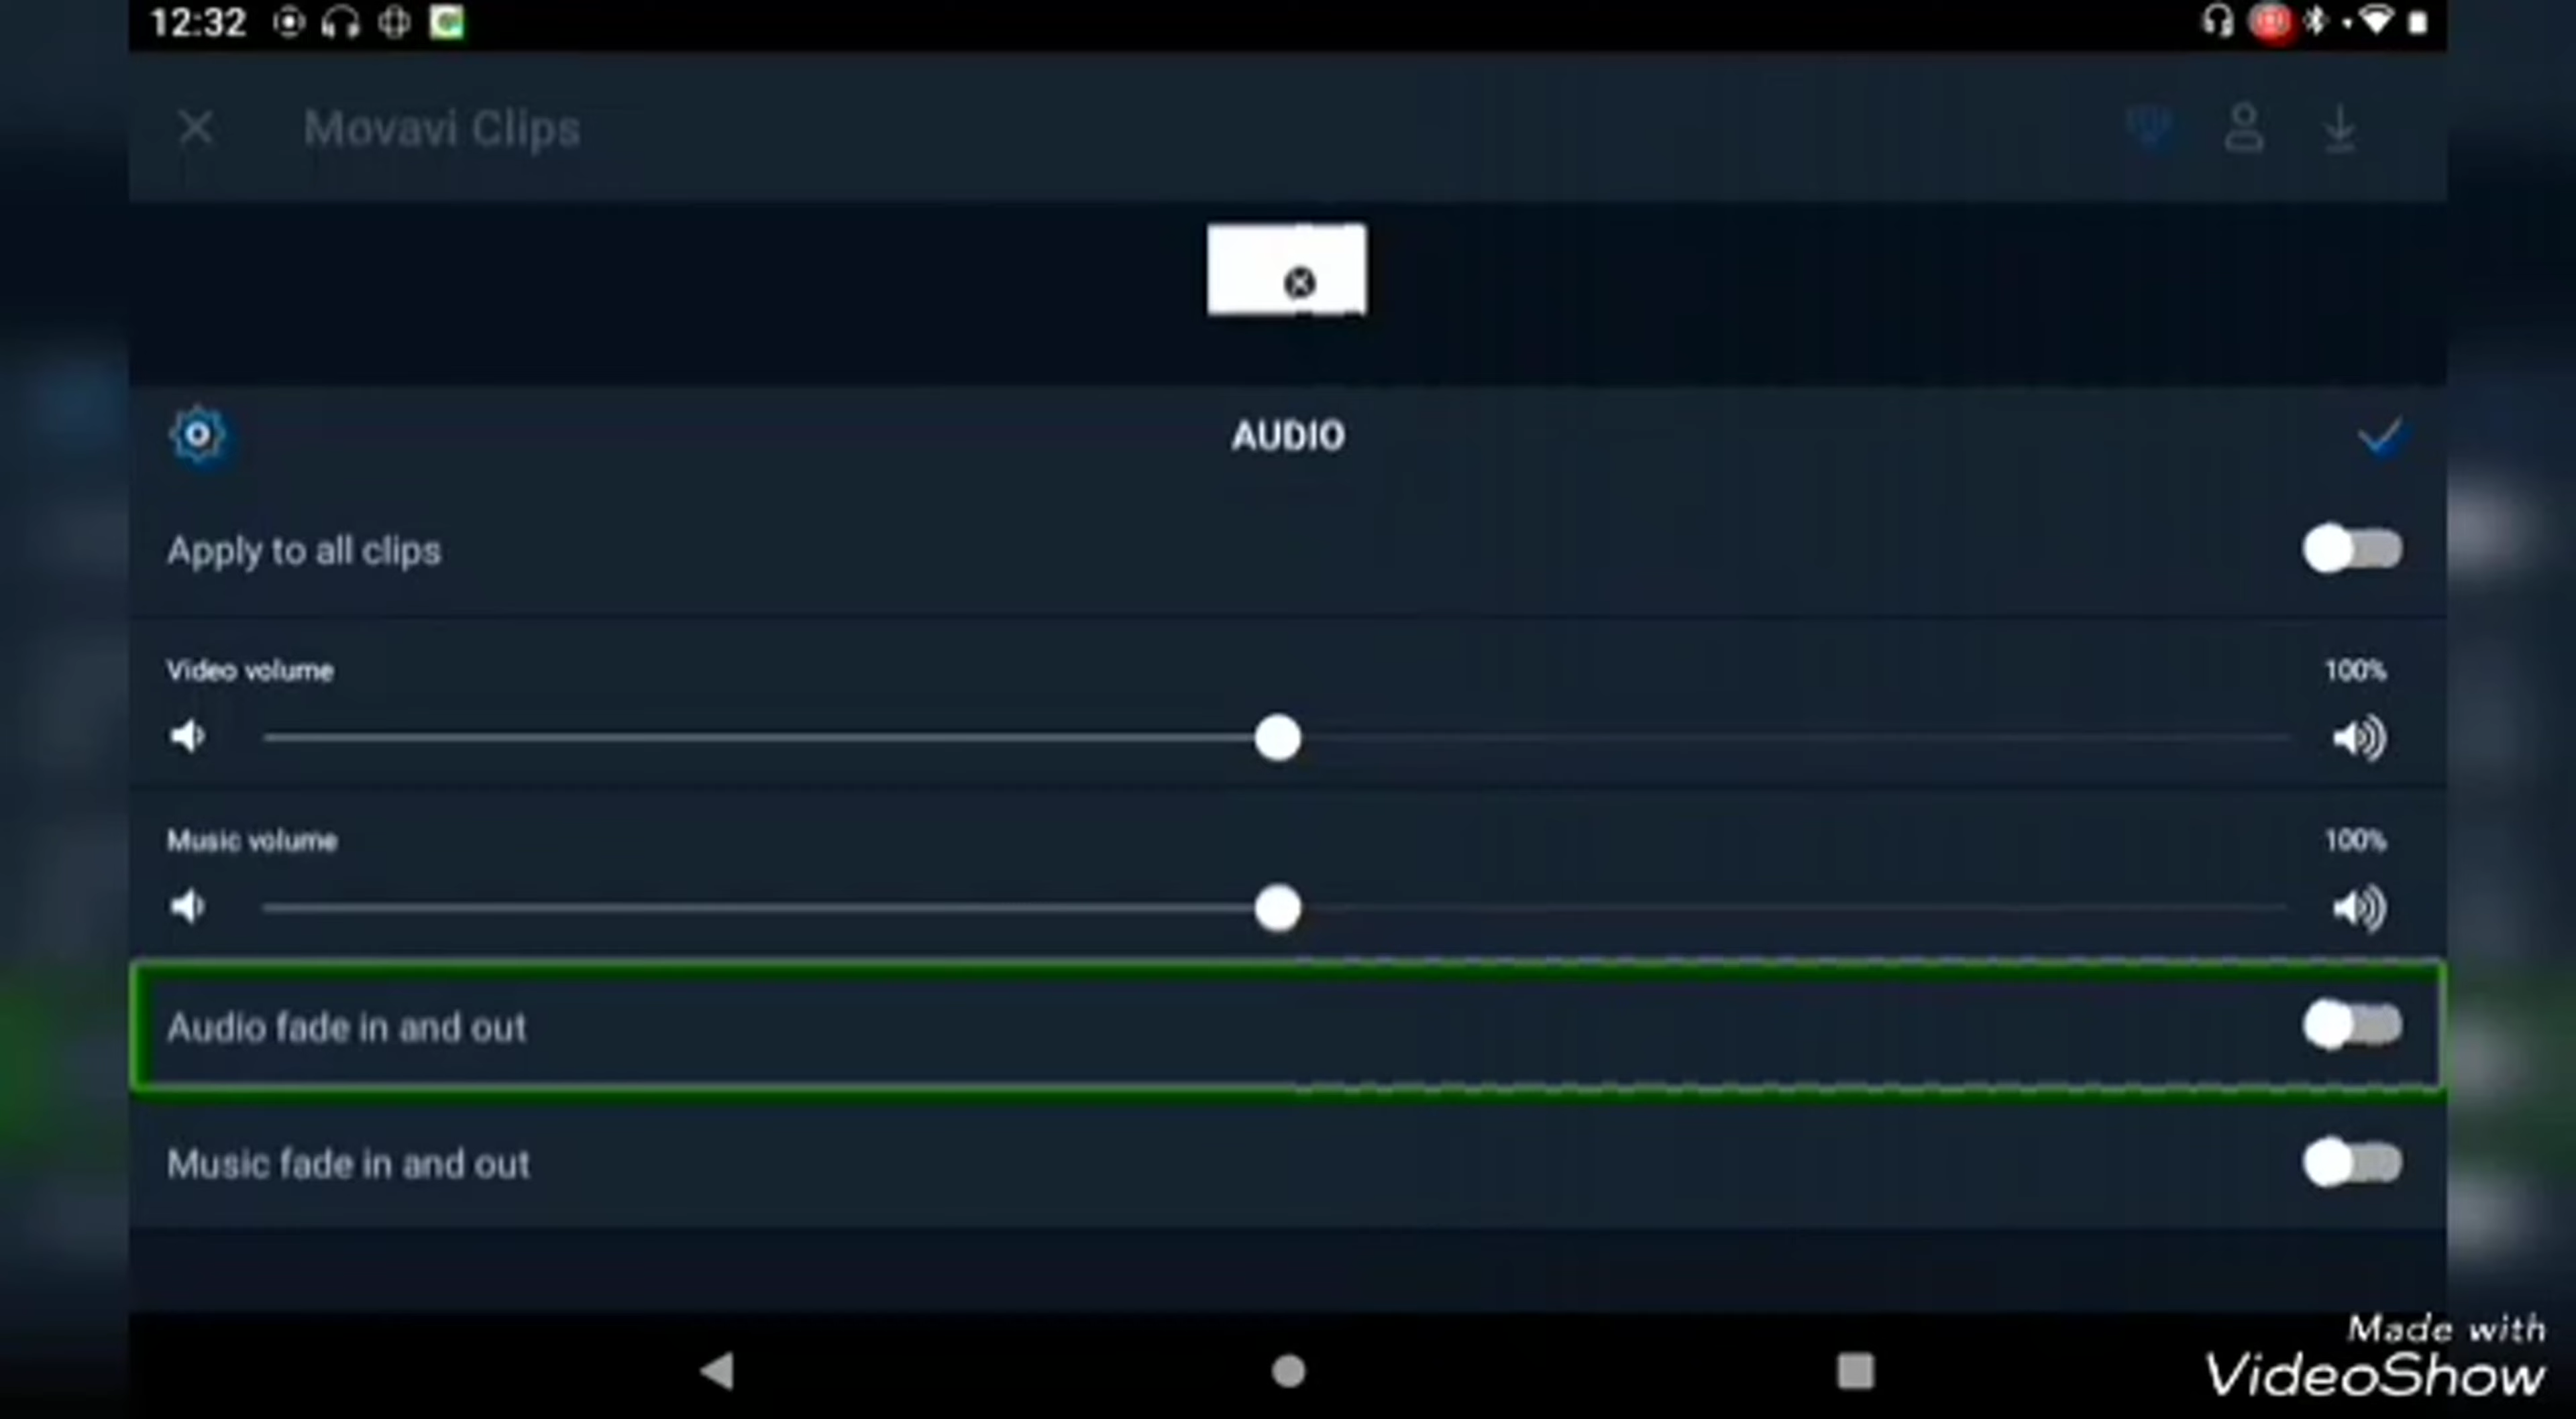 12:32
Movavi Clips
AUDIO
Apply to all clips
Video volume
100%
Music volume
100%
Audio fade in and out
Music fade in and out
Made with
VideoShow